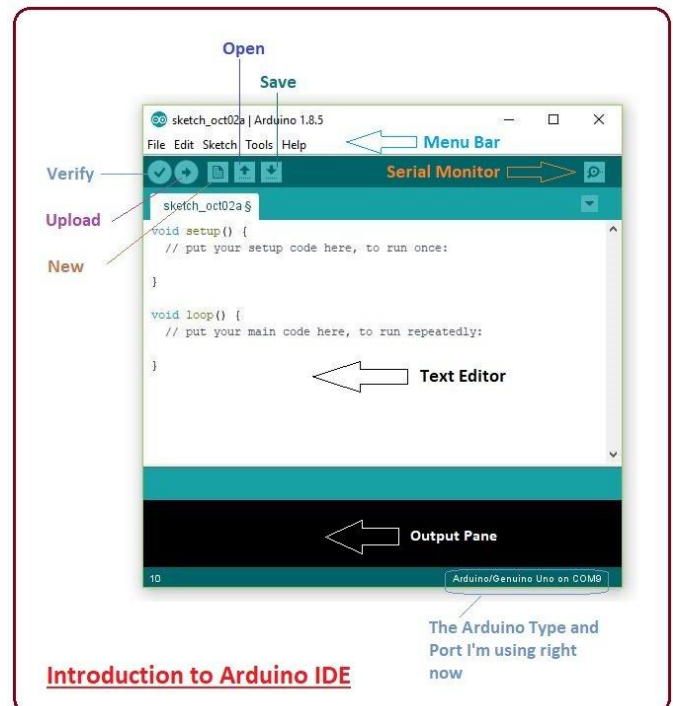 Open
Save
sketch_oct02a | Arduino 1.8.5
File Edit Sketch Tools Help
Menu Bar
Verify
Serial Monitor
Upload
sketch_oct02a §
New
void setup() {
// put your setup code here, to run once:
}
void loop() {
// put your main code here, to run repeatedly:
}
Text Editor
Output Pane
10
Arduino/Genuino Uno on COM9
The Arduino Type and
Port I'm using right
now
Introduction to Arduino IDE